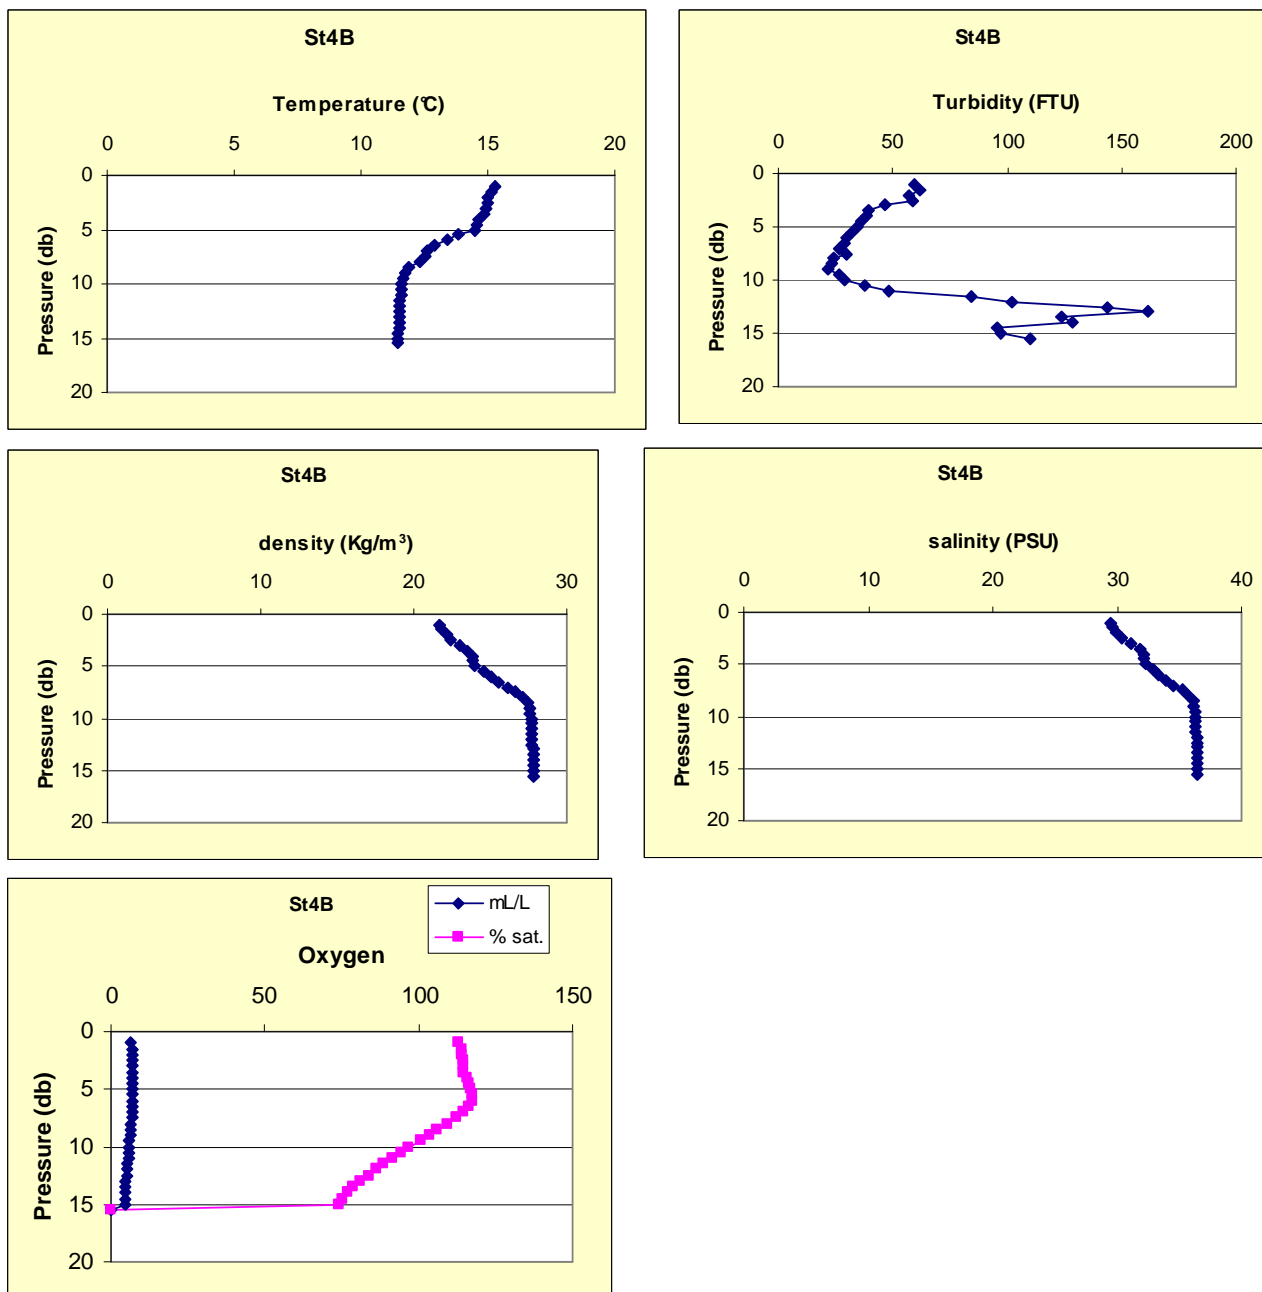 St4B
Temperature (°C)
0 5 10 15 20
Pressure (db)
0
5
10
15
20
St4B
Turbidity (FTU)
0 50 100 150 200
Pressure (db)
0
5
10
15
20
St4B
density (Kg/m³)
0 10 20 30
Pressure (db)
0
5
10
15
20
St4B
salinity (PSU)
0 10 20 30 40
Pressure (db)
0
5
10
15
20
St4B
mL/L
% sat.
Oxygen
0 50 100 150
Pressure (db)
0
5
10
15
20